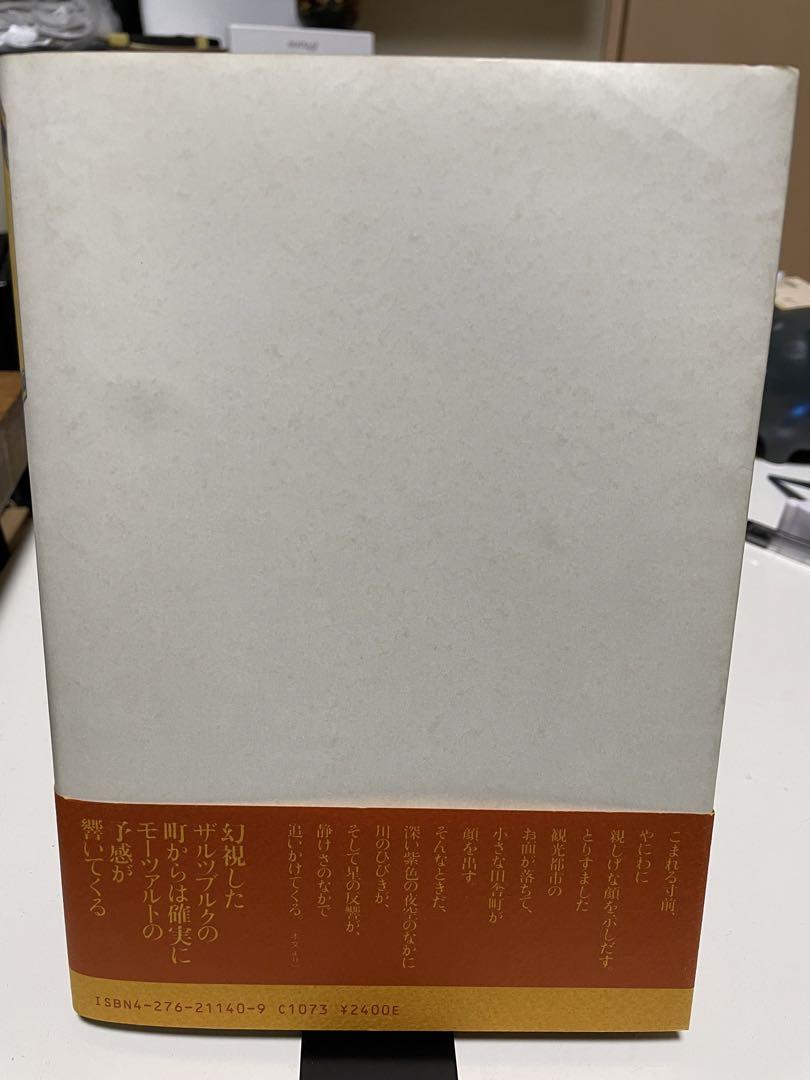 こまれる寸前、
やにわに
親しげな顔を示しだす。
とりすました
観光都市の
お面が落ちて、
小さな田舎町が
顔を出す。
そんなときだ、
深い紫色の夜空のなかに
川のひびきが、
そして星の反響が、
静けさのなかで
追いかけてくる。
幻視した
ザルツブルクの
町からは確実に
モーツァルトの
予感が
響いてくる
ISBN4-276-21140-9 C1073 ¥2400E
iPhone